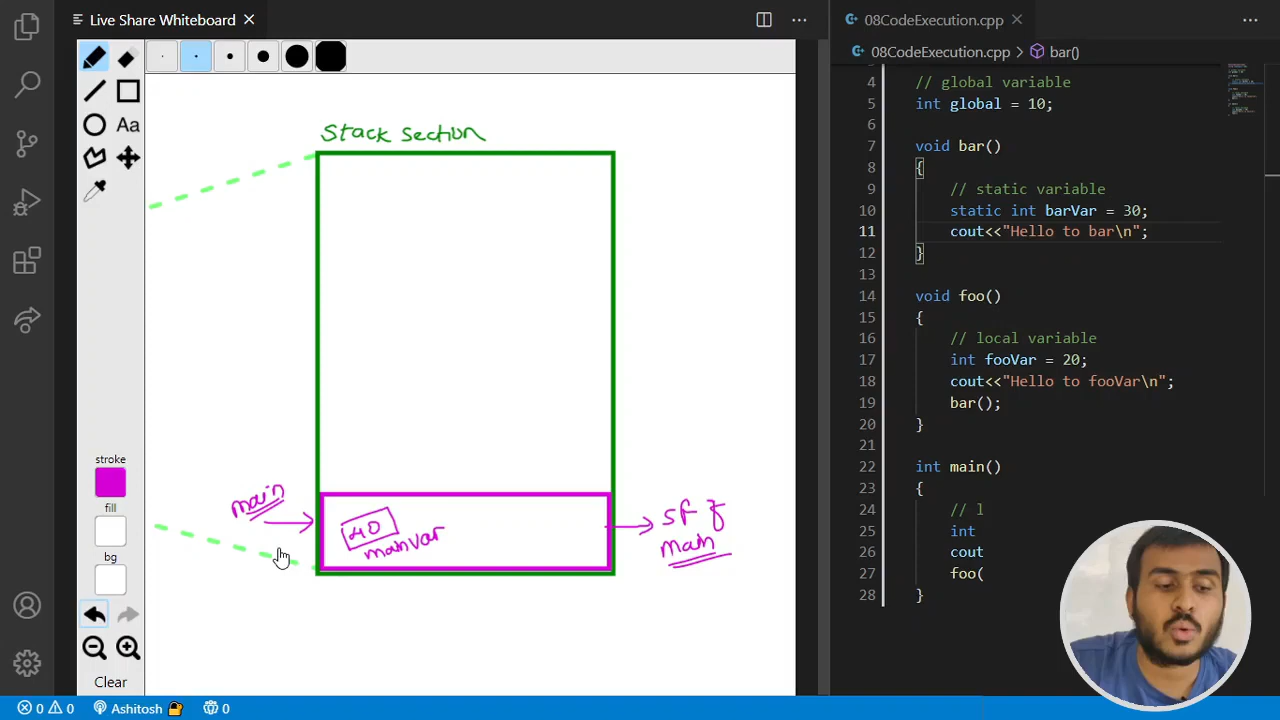 Live Share Whiteboard
08CodeExecution.cpp
08CodeExecution.cpp > bar()
Aa
Stack Section
stroke
fill
bg
Clear
main
40
mainvar
sf of
main
4 // global variable
5 int global = 10;
6
7 void bar()
8 {
9 // static variable
10 static int barVar = 30;
11 cout<<"Hello to bar\n";
12 }
13
14 void foo()
15 {
16 // local variable
17 int fooVar = 20;
18 cout<<"Hello to fooVar\n";
19 bar();
20 }
21
22 int main()
23 {
24 // l
25 int
26 cout
27 foo(
28 }
0 0 Ashitosh 0